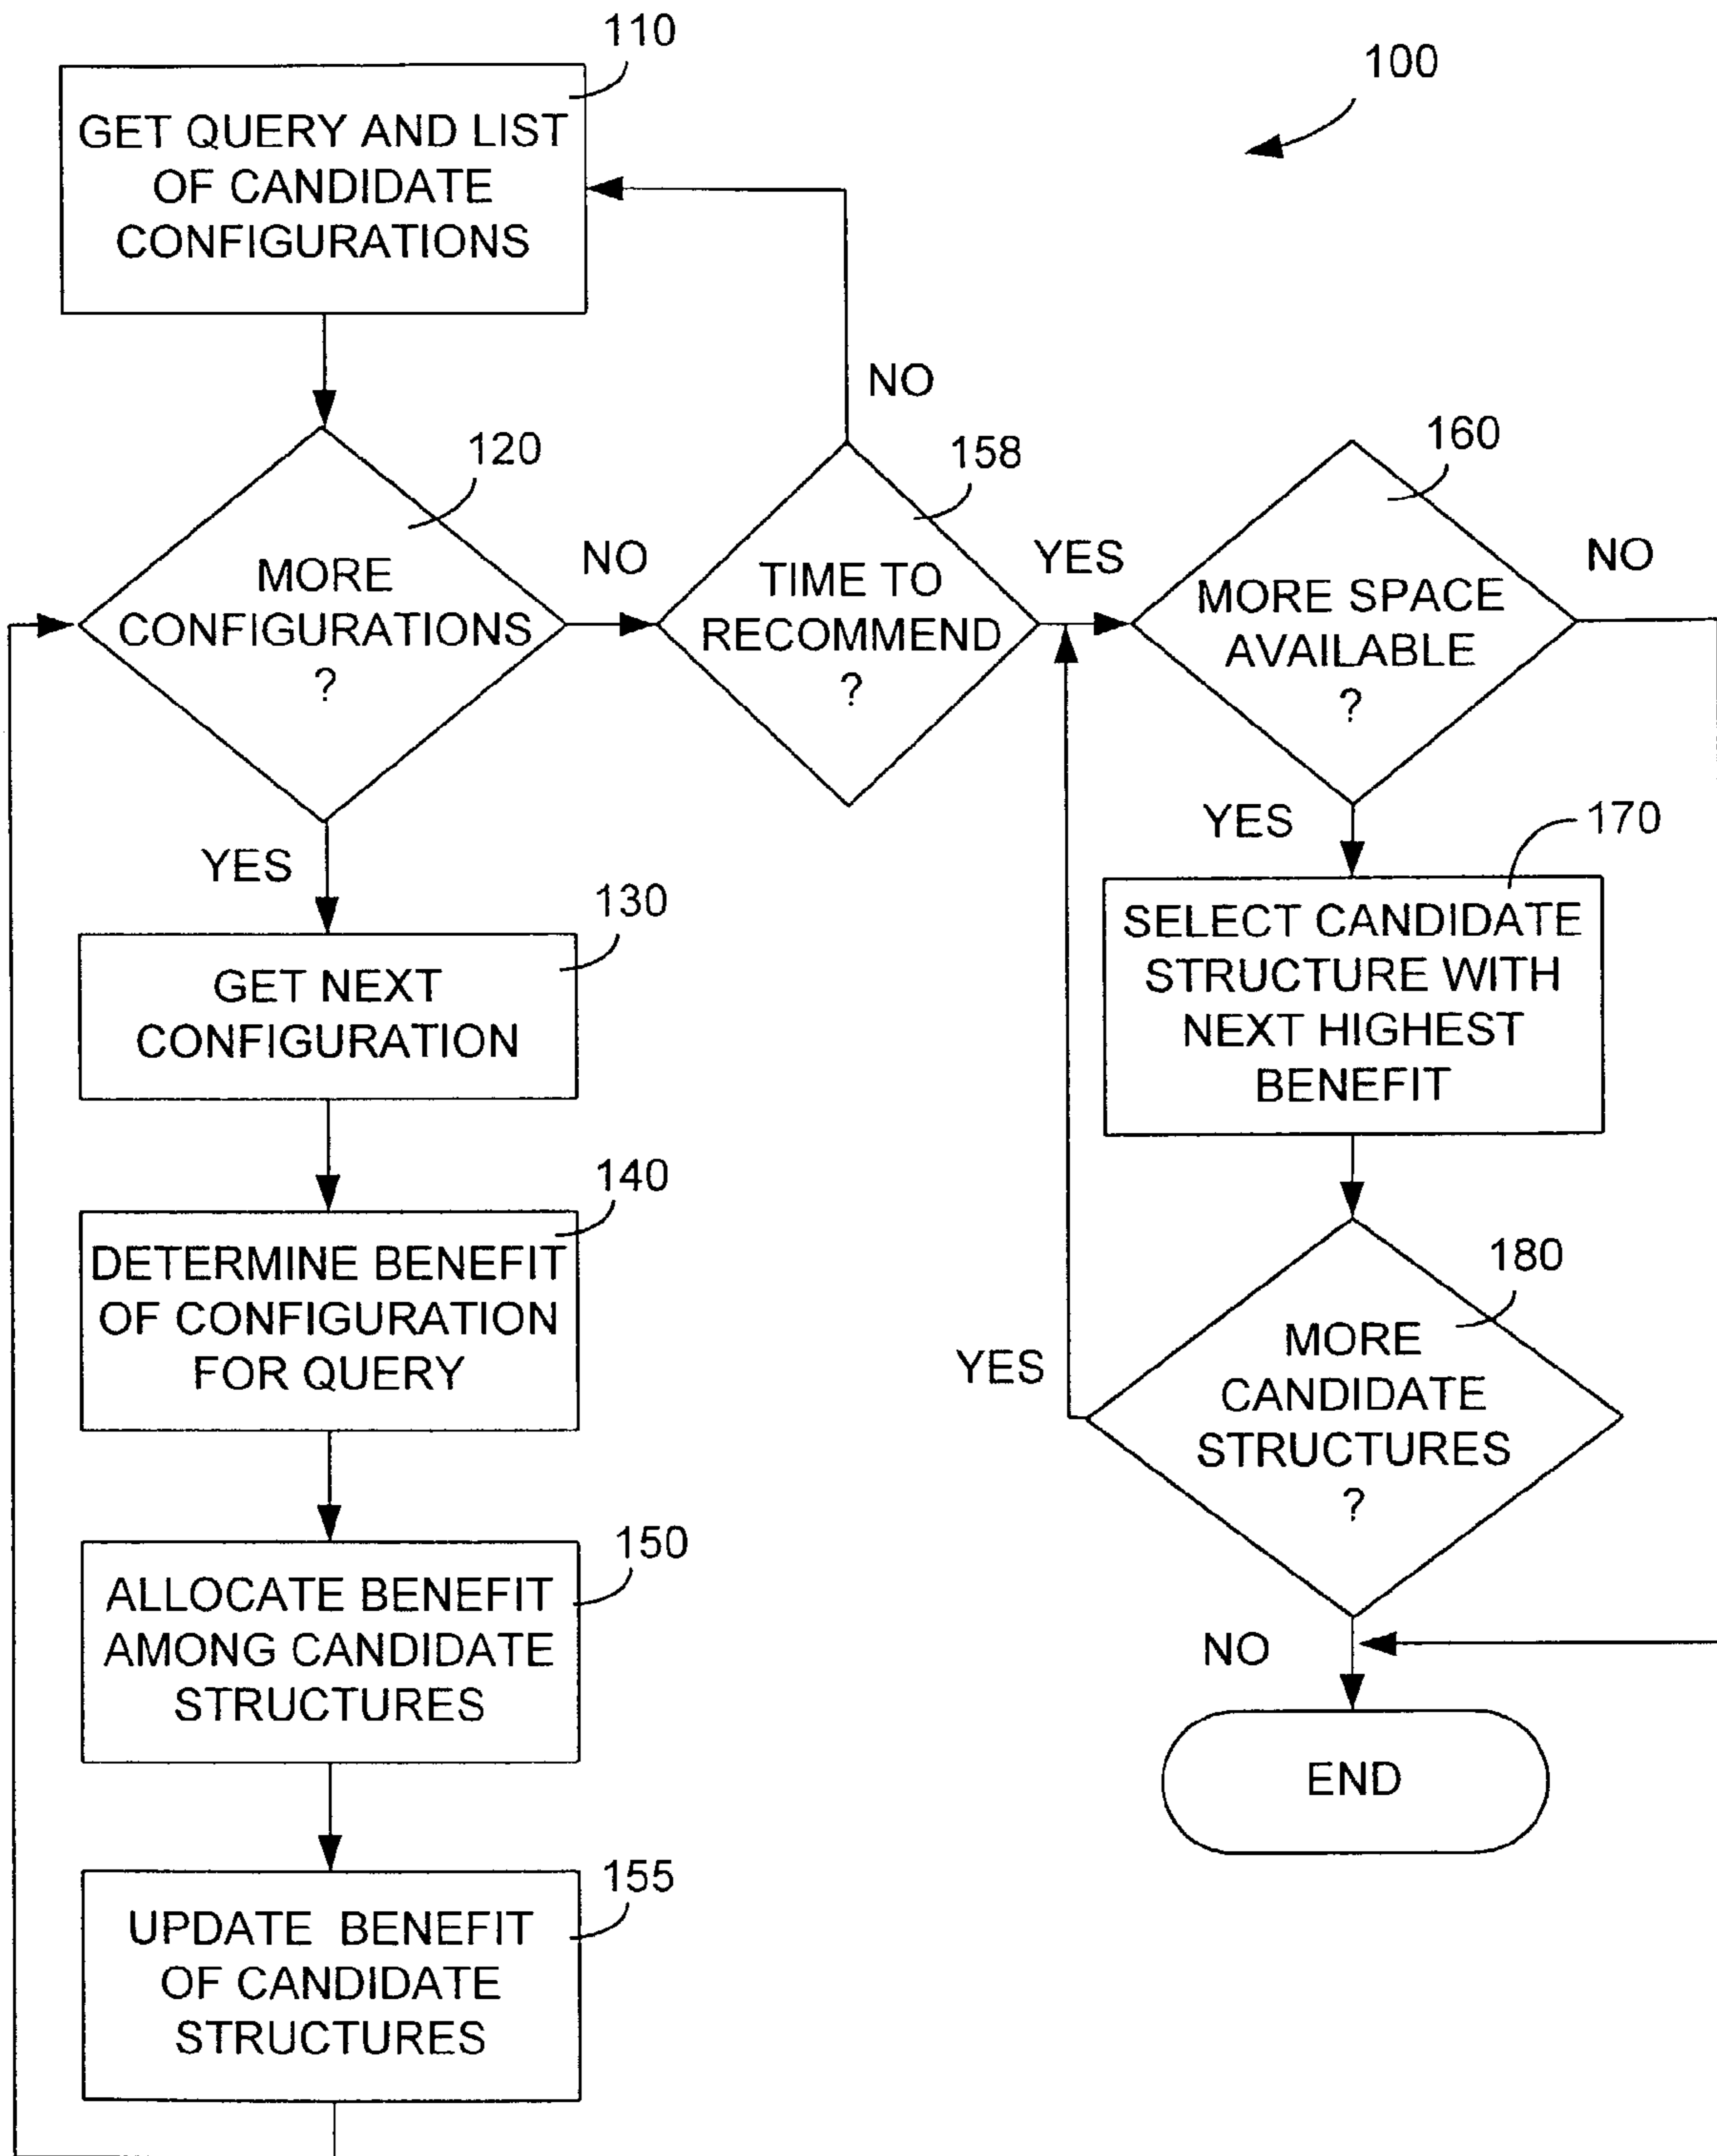 110
100
GET QUERY AND LIST
OF CANDIDATE
CONFIGURATIONS
NO
120
MORE
CONFIGURATIONS
?
NO
158
TIME TO
RECOMMEND
?
YES
160
MORE SPACE
AVAILABLE
?
NO
YES
130
GET NEXT
CONFIGURATION
140
DETERMINE BENEFIT
OF CONFIGURATION
FOR QUERY
150
ALLOCATE BENEFIT
AMONG CANDIDATE
STRUCTURES
155
UPDATE BENEFIT
OF CANDIDATE
STRUCTURES
YES
170
SELECT CANDIDATE
STRUCTURE WITH
NEXT HIGHEST
BENEFIT
180
MORE
CANDIDATE
STRUCTURES
?
YES
NO
END